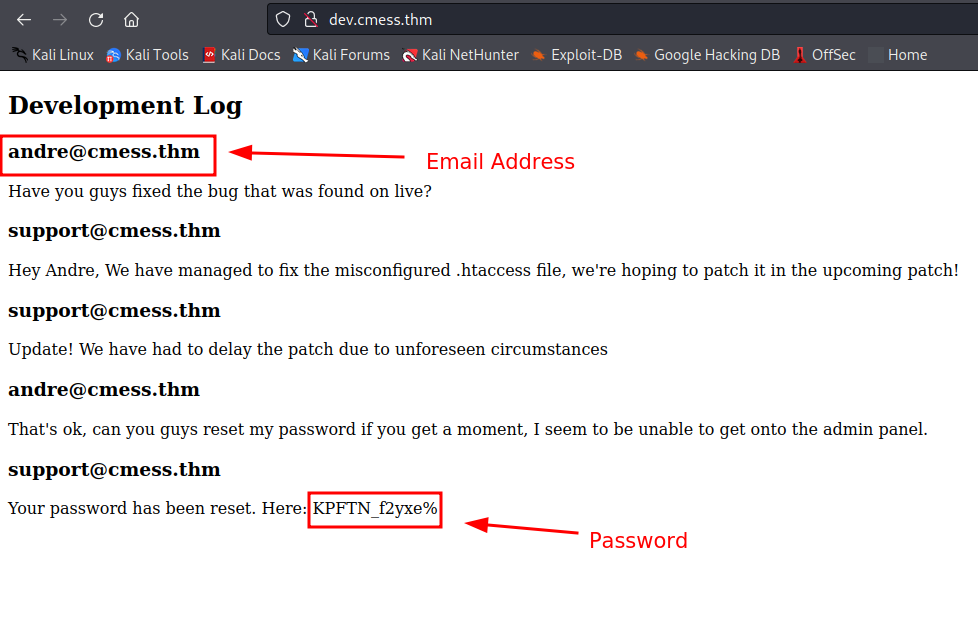 dev.cmess.thm
Kali Linux Kali Tools Kali Docs Kali Forums Kali NetHunter Exploit-DB Google Hacking DB OffSec Home
Development Log
andre@cmess.thm
Email Address
Have you guys fixed the bug that was found on live?
support@cmess.thm
Hey Andre, We have managed to fix the misconfigured .htaccess file, we're hoping to patch it in the upcoming patch!
support@cmess.thm
Update! We have had to delay the patch due to unforeseen circumstances
andre@cmess.thm
That's ok, can you guys reset my password if you get a moment, I seem to be unable to get onto the admin panel.
support@cmess.thm
Your password has been reset. Here: KPFTN_f2yxe%
Password